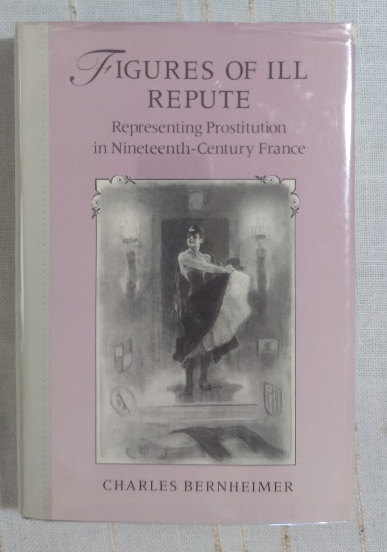 FIGURES OF ILL
REPUTE
Representing Prostitution
in Nineteenth-Century France
CHARLES BERNHEIMER